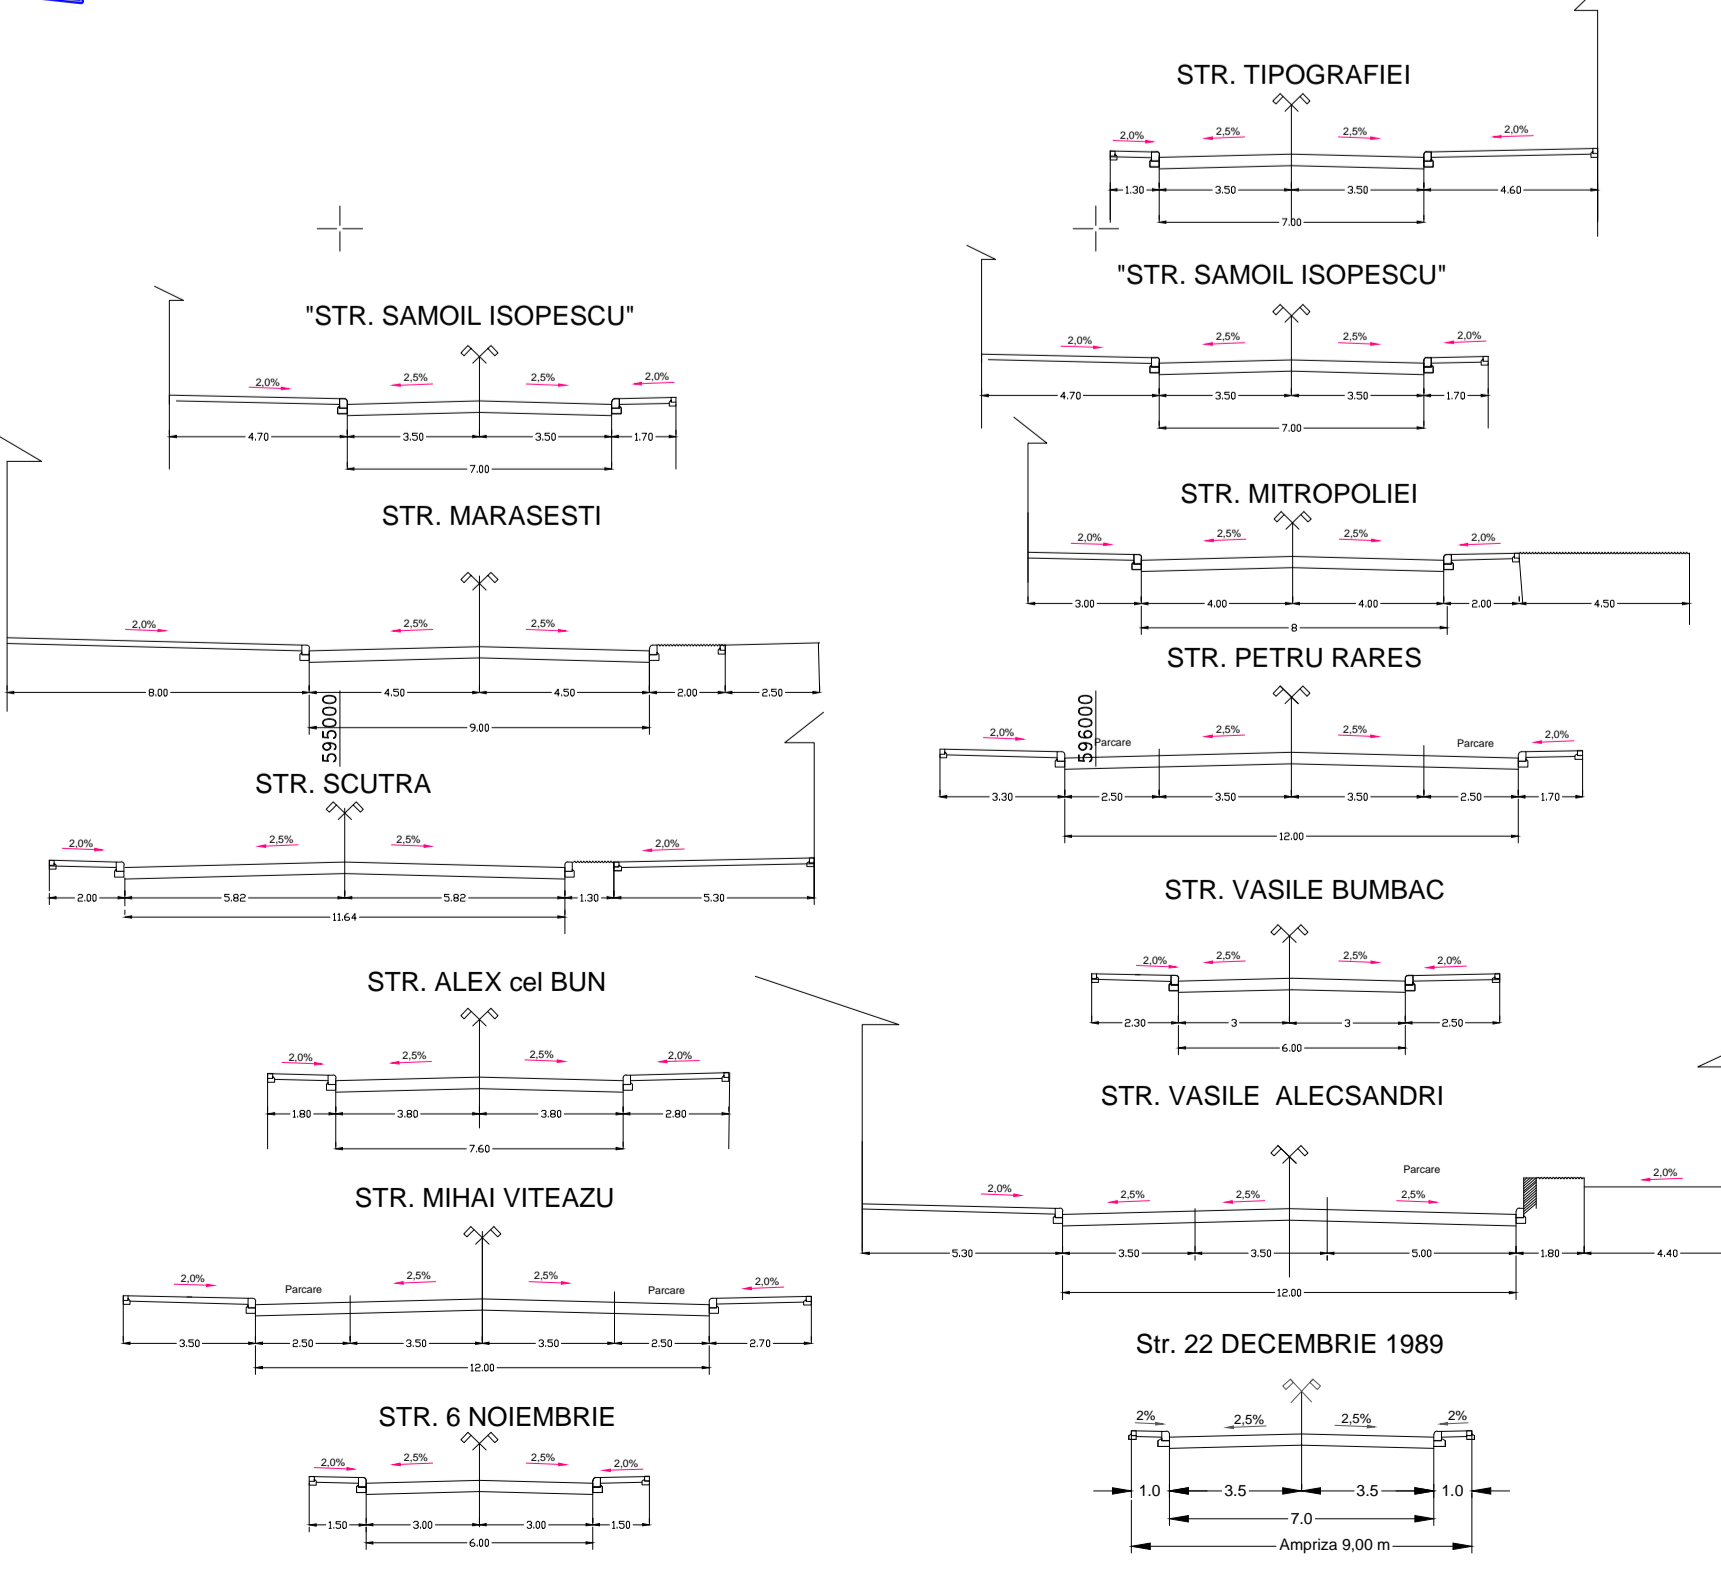 STR. TIPOGRAFIEI
2,0% 2,5% 2,5% 2,0%
1.30 3.50 3.50 4.60
7.00
"STR. SAMOIL ISOPESCU"
2,0% 2,5% 2,5% 2,0%
4.70 3.50 3.50 1.70
7.00
STR. MITROPOLIEI
2,0% 2,5% 2,5% 2,0%
3.00 4.00 4.00 2.00 4.50
8
STR. PETRU RARES
596000
2,0% Parcare 2,5% 2,5% Parcare 2,0%
3.30 2.50 3.50 3.50 2.50 1.70
12.00
STR. VASILE BUMBAC
2,0% 2,5% 2,5% 2,0%
2.30 3 3 2.50
6.00
STR. VASILE ALECSANDRI
Parcare
2,0% 2,5% 2,5% 2,5% 2,0%
5.30 3.50 3.50 5.00 1.80 4.40
12.00
Str. 22 DECEMBRIE 1989
2% 2,5% 2,5% 2%
1.0 3.5 3.5 1.0
7.0
Ampriza 9,00 m
"STR. SAMOIL ISOPESCU"
2,0% 2,5% 2,5% 2,0%
4.70 3.50 3.50 1.70
7.00
STR. MARASESTI
2,0% 2,5% 2,5%
8.00 4.50 4.50 2.00 2.50
9.00
595000
STR. SCUTRA
2,0% 2,5% 2,5% 2,0%
2.00 5.82 5.82 1.30 5.30
11.64
STR. ALEX cel BUN
2,0% 2,5% 2,5% 2,0%
1.80 3.80 3.80 2.80
7.60
STR. MIHAI VITEAZU
2,0% Parcare 2,5% 2,5% Parcare 2,0%
3.50 2.50 3.50 3.50 2.50 2.70
12.00
STR. 6 NOIEMBRIE
2,0% 2,5% 2,5% 2,0%
1.50 3.00 3.00 1.50
6.00